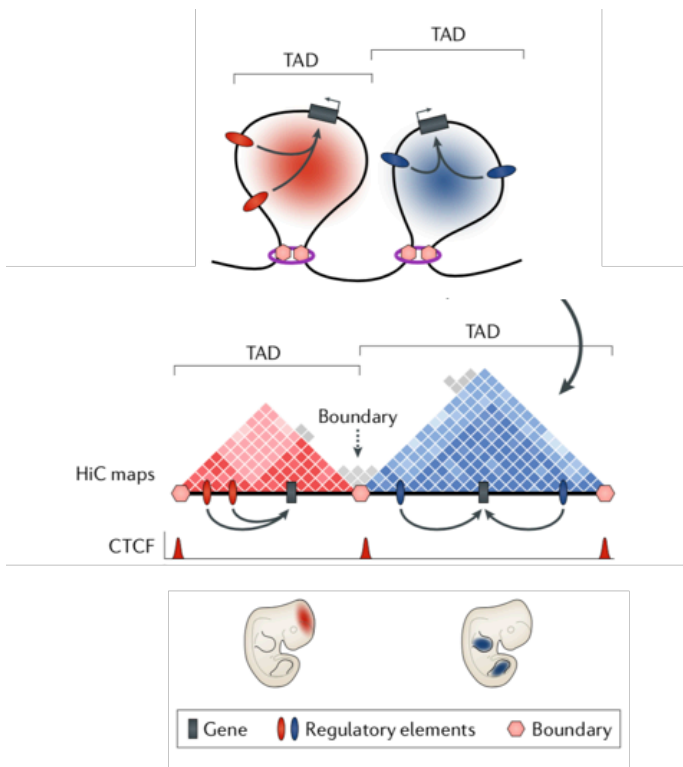 TAD
TAD
TAD
TAD
Boundary
HiC maps
CTCF
Gene Regulatory elements Boundary